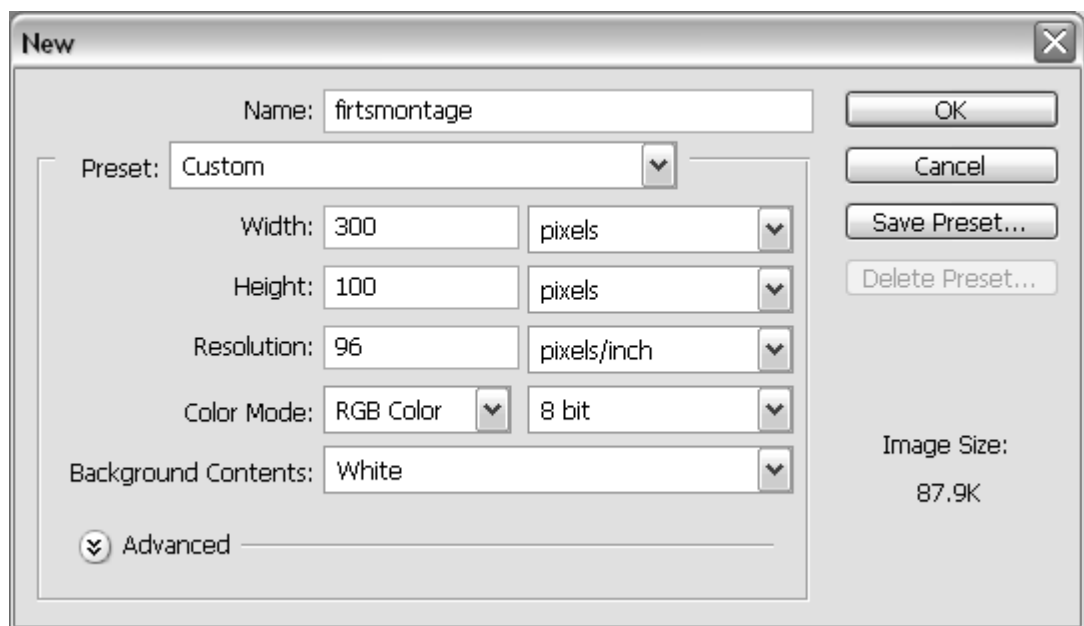 New
Name: firtsmontage
OK
Preset: Custom
Cancel
Width: 300 pixels
Save Preset...
Height: 100 pixels
Delete Preset...
Resolution: 96 pixels/inch
Color Mode: RGB Color 8 bit
Background Contents: White
Image Size:
87.9K
Advanced